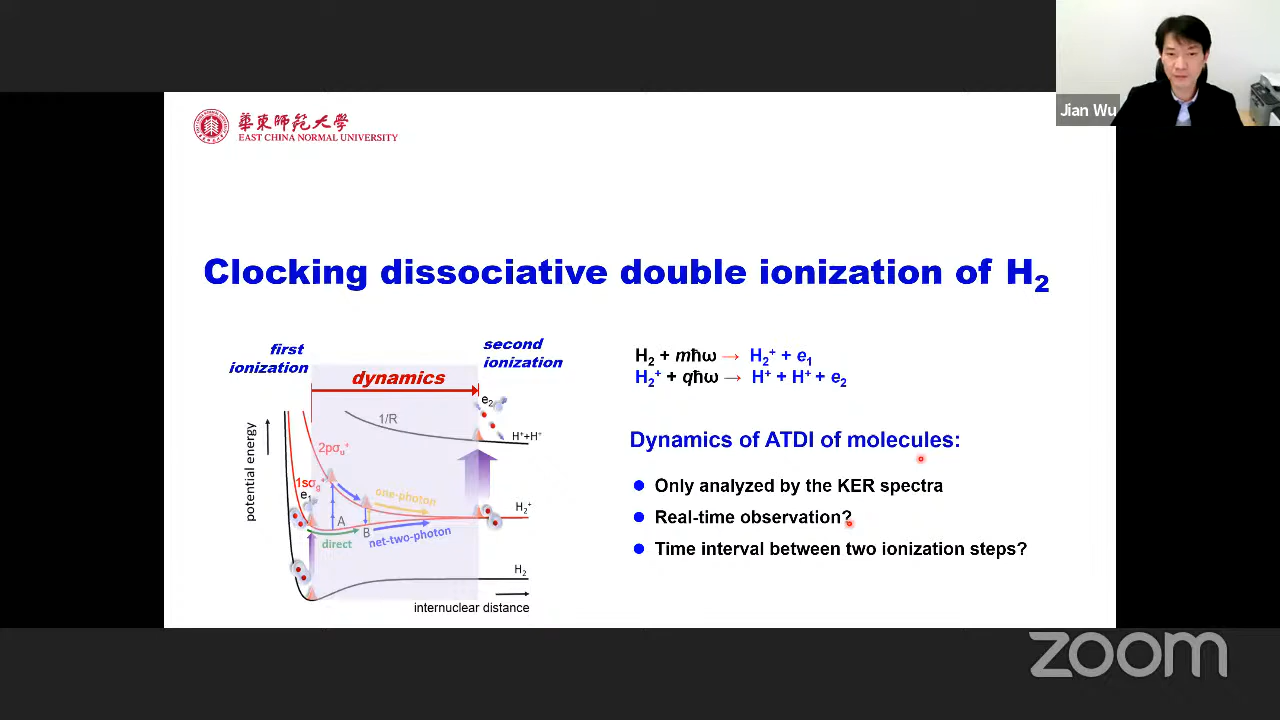 Jian Wu
華東師範大學
EAST CHINA NORMAL UNIVERSITY
Clocking dissociative double ionization of H₂
first
ionization
second
ionization
dynamics
H₂ + mħω → H₂⁺ + e₁
H₂⁺ + qħω → H⁺ + H⁺ + e₂
e₂
1/R
H⁺+H⁺
potential energy
2pσᵤ⁺
1sσg⁺
e₁
one-photon
H₂⁺
A
B
direct
net-two-photon
H₂
internuclear distance
Dynamics of ATDI of molecules:
● Only analyzed by the KER spectra
● Real-time observation?
● Time interval between two ionization steps?
zoom